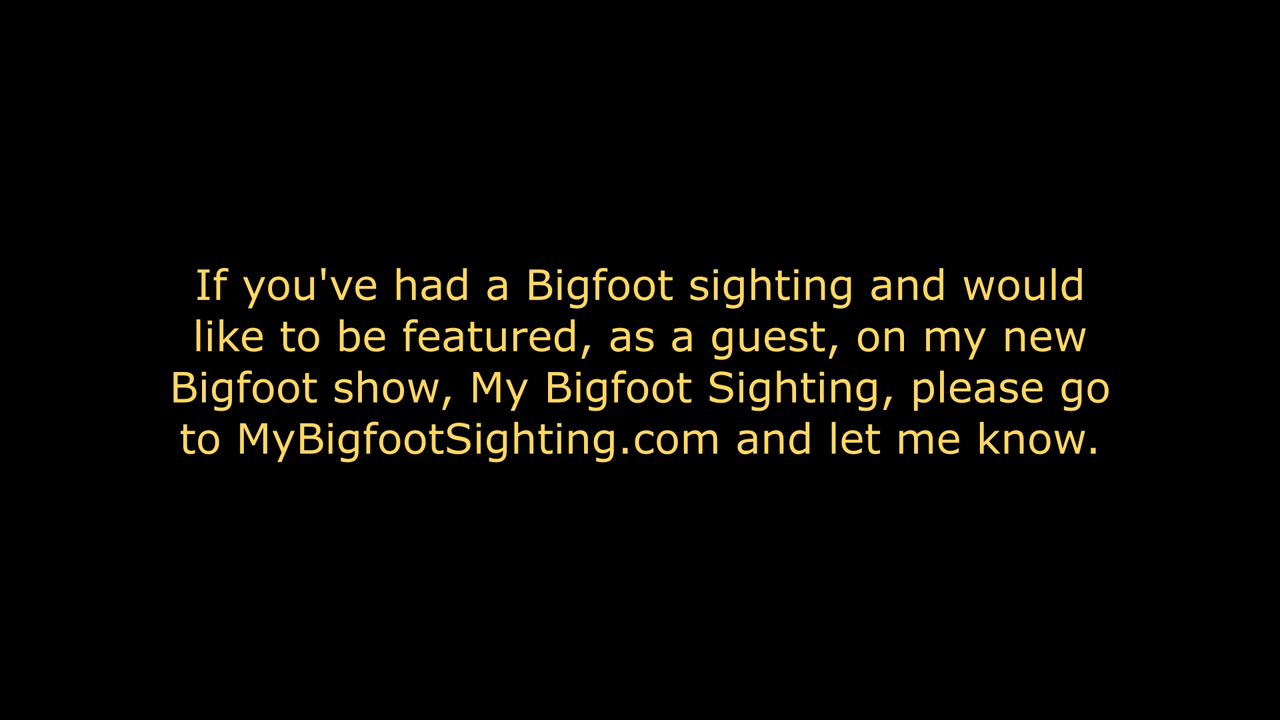 If you've had a Bigfoot sighting and would
like to be featured, as a guest, on my new
Bigfoot show, My Bigfoot Sighting, please go
to MyBigfootSighting.com and let me know.